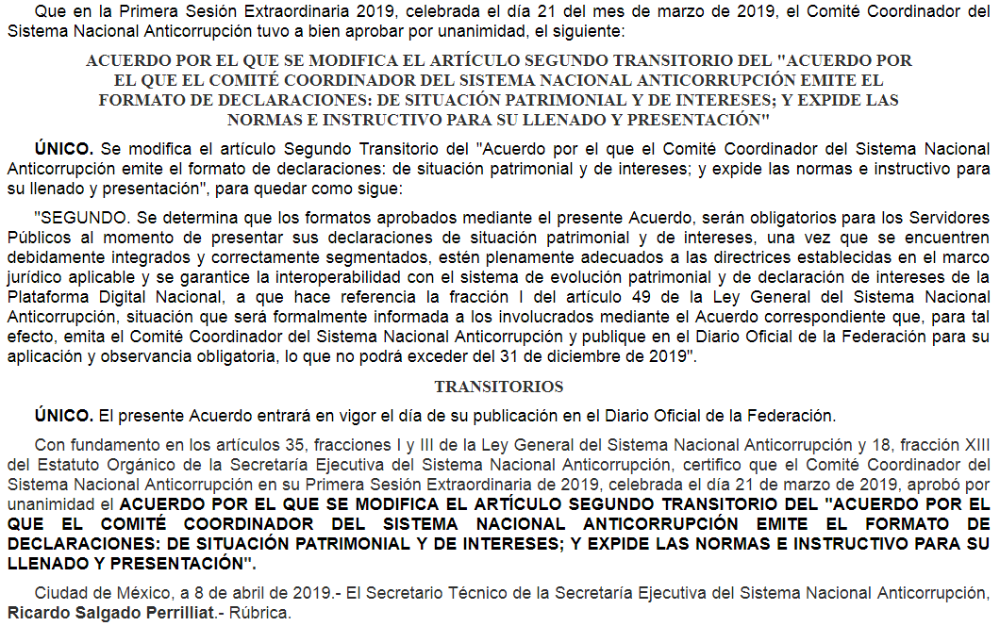 Que en la Primera Sesión Extraordinaria 2019, celebrada el día 21 del mes de marzo de 2019, el Comité Coordinador del
Sistema Nacional Anticorrupción tuvo a bien aprobar por unanimidad, el siguiente:
ACUERDO POR EL QUE SE MODIFICA EL ARTÍCULO SEGUNDO TRANSITORIO DEL "ACUERDO POR
EL QUE EL COMITÉ COORDINADOR DEL SISTEMA NACIONAL ANTICORRUPCIÓN EMITE EL
FORMATO DE DECLARACIONES: DE SITUACIÓN PATRIMONIAL Y DE INTERESES; Y EXPIDE LAS
NORMAS E INSTRUCTIVO PARA SU LLENADO Y PRESENTACIÓN"
ÚNICO. Se modifica el artículo Segundo Transitorio del "Acuerdo por el que el Comité Coordinador del Sistema Nacional
Anticorrupción emite el formato de declaraciones: de situación patrimonial y de intereses; y expide las normas e instructivo para
su llenado y presentación", para quedar como sigue:
"SEGUNDO. Se determina que los formatos aprobados mediante el presente Acuerdo, serán obligatorios para los Servidores
Públicos al momento de presentar sus declaraciones de situación patrimonial y de intereses, una vez que se encuentren
debidamente integrados y correctamente segmentados, estén plenamente adecuados a las directrices establecidas en el marco
jurídico aplicable y se garantice la interoperabilidad con el sistema de evolución patrimonial y de declaración de intereses de la
Plataforma Digital Nacional, a que hace referencia la fracción I del artículo 49 de la Ley General del Sistema Nacional
Anticorrupción, situación que será formalmente informada a los involucrados mediante el Acuerdo correspondiente que, para tal
efecto, emita el Comité Coordinador del Sistema Nacional Anticorrupción y publique en el Diario Oficial de la Federación para su
aplicación y observancia obligatoria, lo que no podrá exceder del 31 de diciembre de 2019".
TRANSITORIOS
ÚNICO. El presente Acuerdo entrará en vigor el día de su publicación en el Diario Oficial de la Federación.
Con fundamento en los artículos 35, fracciones I y III de la Ley General del Sistema Nacional Anticorrupción y 18, fracción XIII
del Estatuto Orgánico de la Secretaría Ejecutiva del Sistema Nacional Anticorrupción, certifico que el Comité Coordinador del
Sistema Nacional Anticorrupción en su Primera Sesión Extraordinaria de 2019, celebrada el día 21 de marzo de 2019, aprobó por
unanimidad el ACUERDO POR EL QUE SE MODIFICA EL ARTÍCULO SEGUNDO TRANSITORIO DEL "ACUERDO POR EL
QUE EL COMITÉ COORDINADOR DEL SISTEMA NACIONAL ANTICORRUPCIÓN EMITE EL FORMATO DE
DECLARACIONES: DE SITUACIÓN PATRIMONIAL Y DE INTERESES; Y EXPIDE LAS NORMAS E INSTRUCTIVO PARA SU
LLENADO Y PRESENTACIÓN".
Ciudad de México, a 8 de abril de 2019.- El Secretario Técnico de la Secretaría Ejecutiva del Sistema Nacional Anticorrupción,
Ricardo Salgado Perrilliat.- Rúbrica.